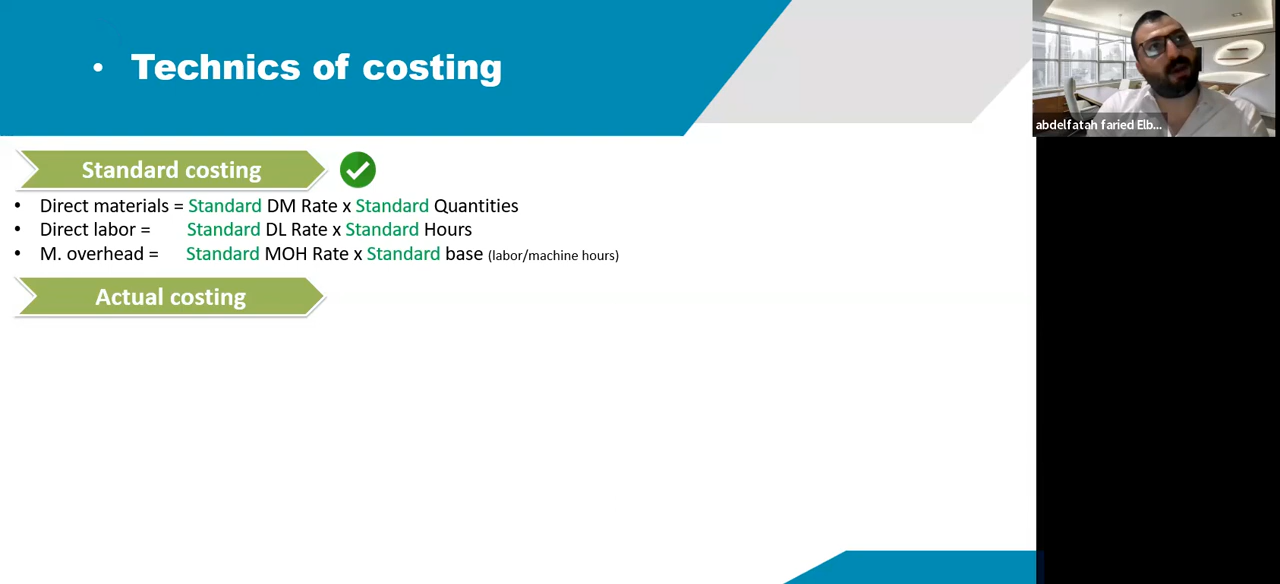 • Technics of costing
abdelfatah faried Elb...
Standard costing
• Direct materials = Standard DM Rate x Standard Quantities
• Direct labor = Standard DL Rate x Standard Hours
• M. overhead = Standard MOH Rate x Standard base (labor/machine hours)
Actual costing